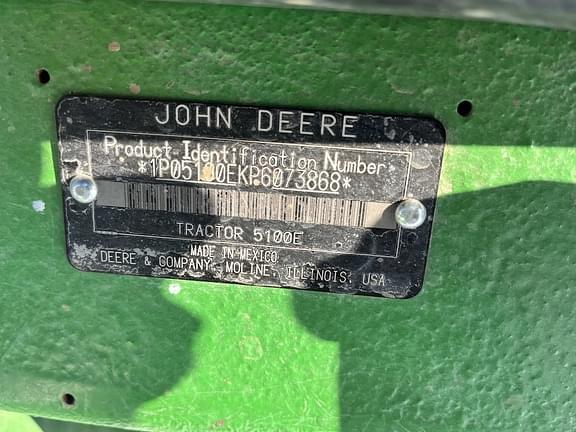 JOHN DEERE
Product Identification Number
*1P05100EKP6073868*
TRACTOR 5100E
MADE IN MEXICO
DEERE & COMPANY, MOLINE, ILLINOIS, USA